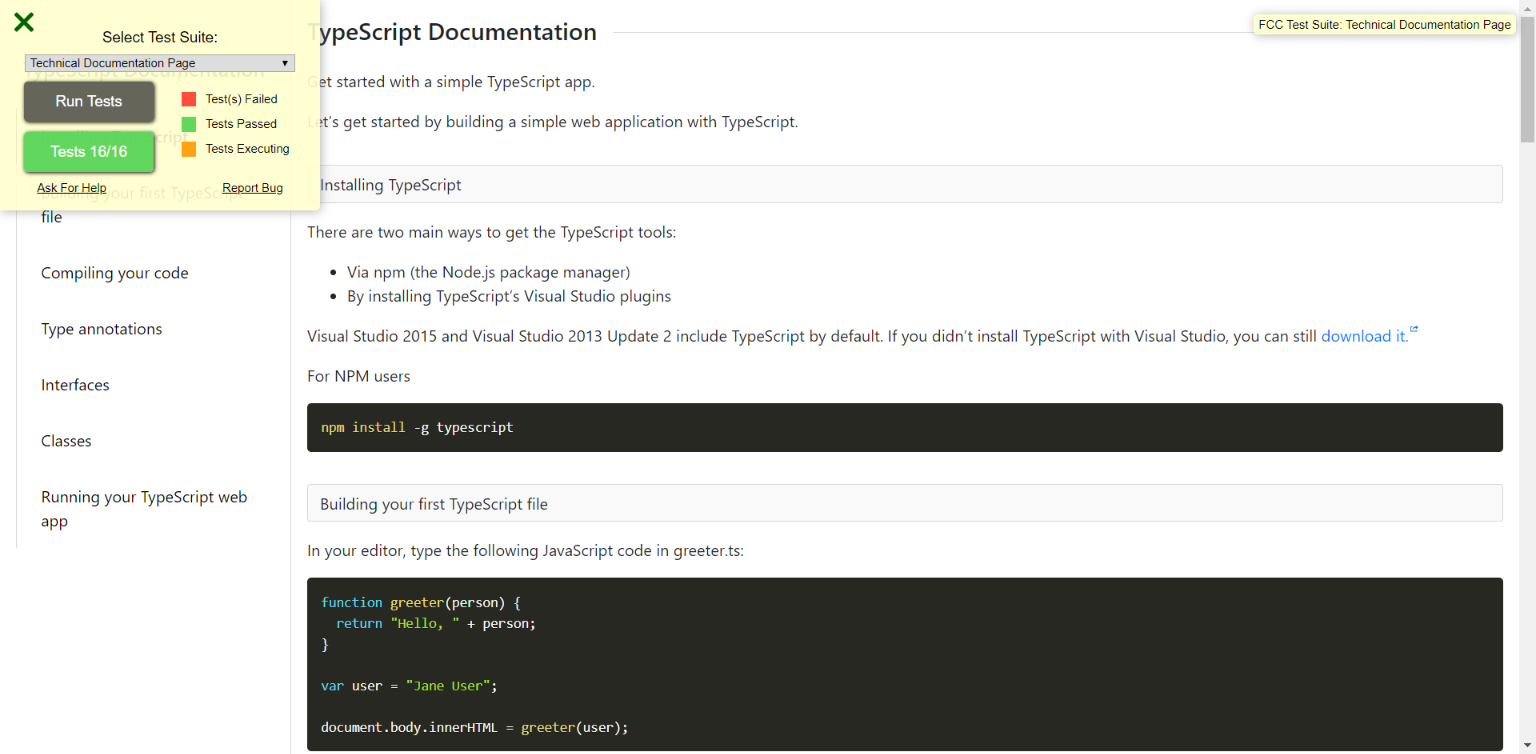 Select Test Suite:
Technical Documentation Page
TypeScript Documentation
Run Tests
Tests 16/16
Test(s) Failed
Tests Passed
Tests Executing
Ask For Help
Report Bug
Building your first TypeScript
file
Compiling your code
Type annotations
Interfaces
Classes
Running your TypeScript web
app
TypeScript Documentation
FCC Test Suite: Technical Documentation Page
Get started with a simple TypeScript app.
Let’s get started by building a simple web application with TypeScript.
Installing TypeScript
There are two main ways to get the TypeScript tools:
Via npm (the Node.js package manager)
By installing TypeScript’s Visual Studio plugins
Visual Studio 2015 and Visual Studio 2013 Update 2 include TypeScript by default. If you didn’t install TypeScript with Visual Studio, you can still download it.
For NPM users
npm install -g typescript
Building your first TypeScript file
In your editor, type the following JavaScript code in greeter.ts:
function greeter(person) {
return "Hello, " + person;
}
var user = "Jane User";
document.body.innerHTML = greeter(user);